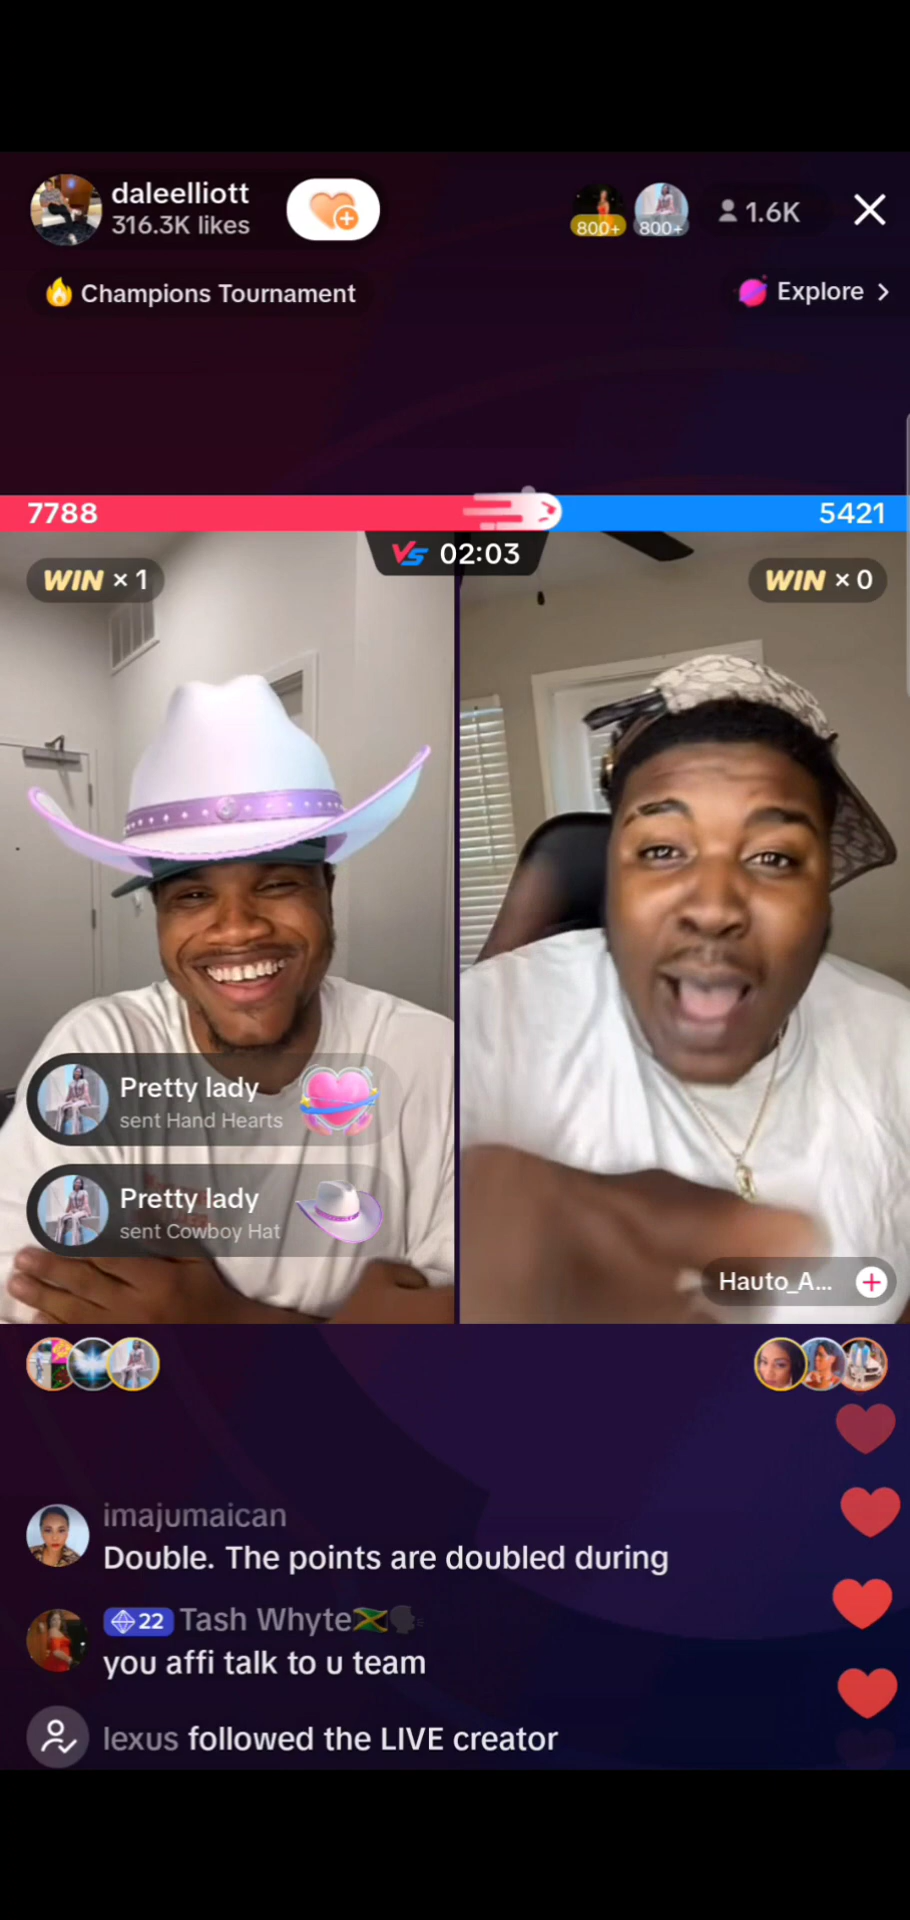 daleelliott
316.3K likes
800+
800+
1.6K
Champions Tournament
Explore
7788
5421
VS 02:03
WIN × 1
WIN × 0
Pretty lady
sent Hand Hearts
Pretty lady
sent Cowboy Hat
Hauto_A...
imajumaican
Double. The points are doubled during
22 Tash Whyte🇯🇲🗣
you affi talk to u team
lexus followed the LIVE creator